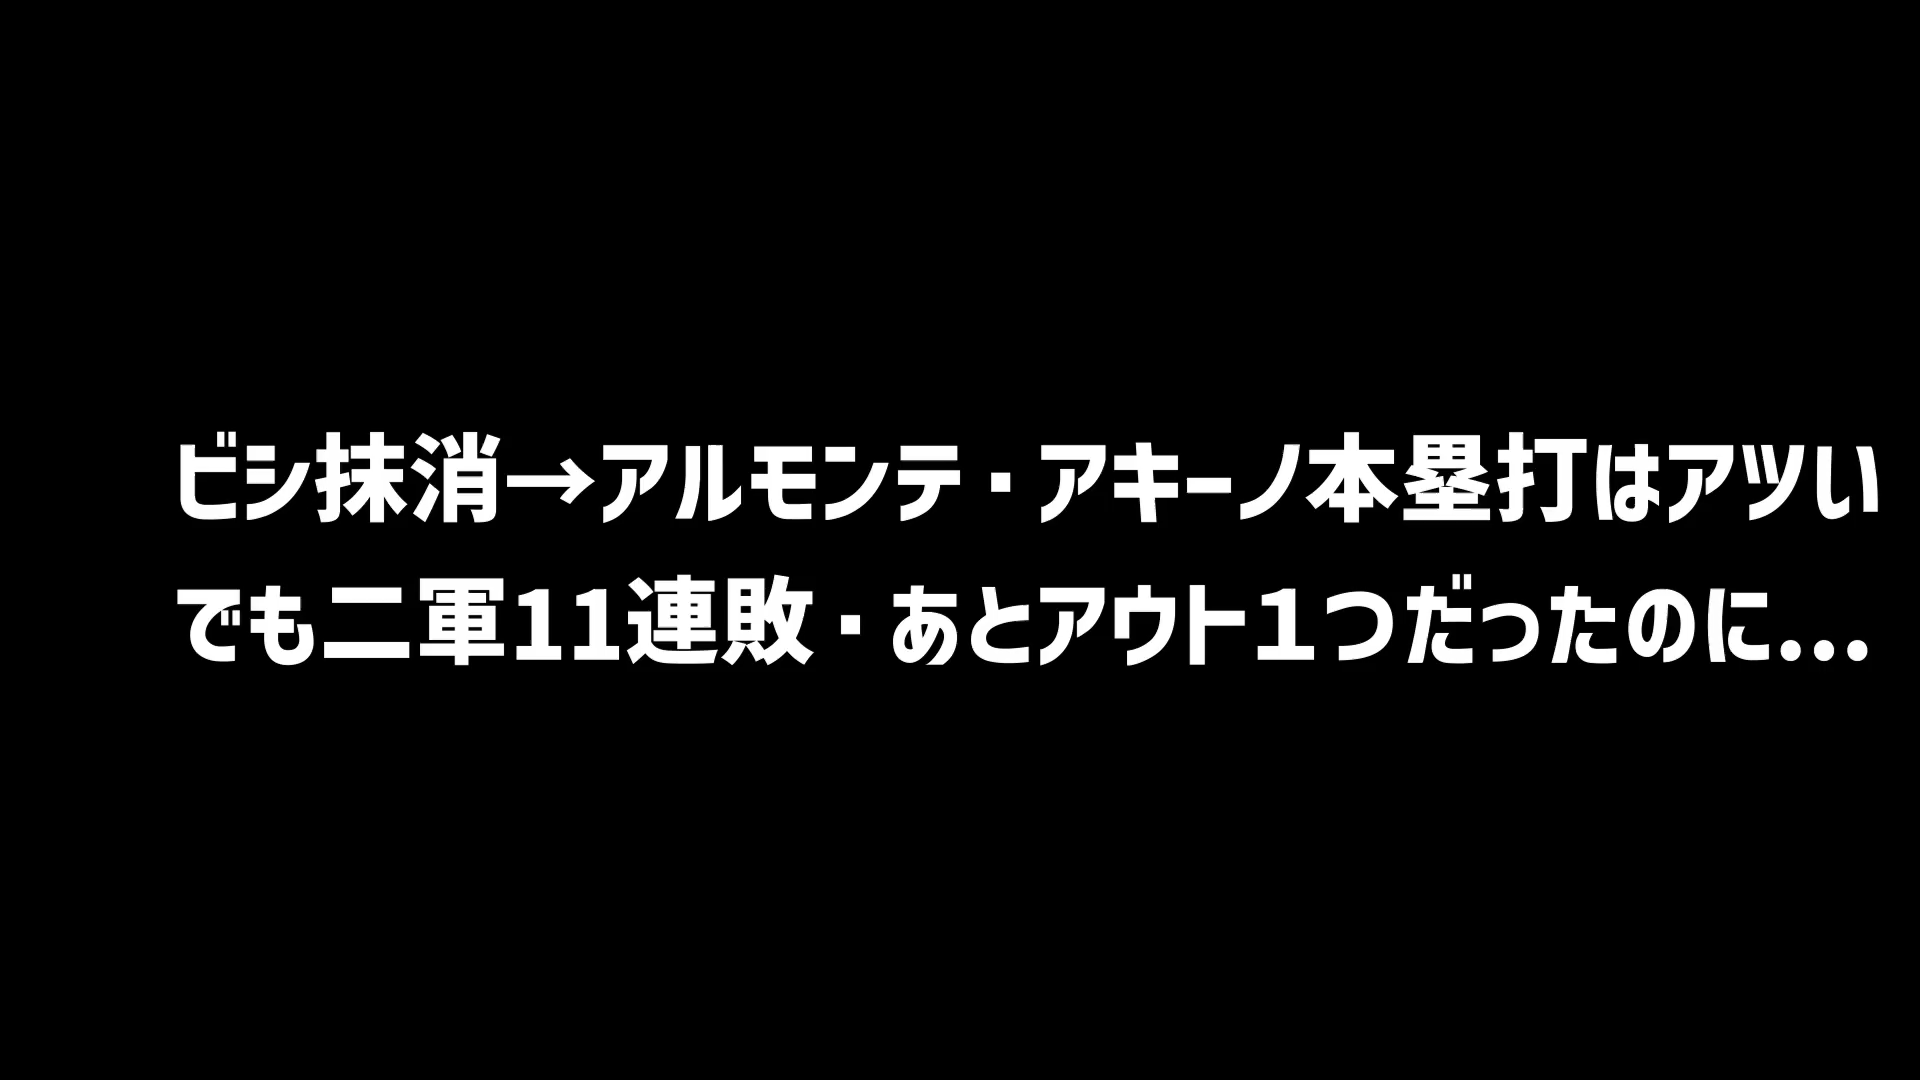 ビシ抹消→アルモンテ・アキーノ本塁打はアツい
でも二軍11連敗・あとアウト1つだったのに...